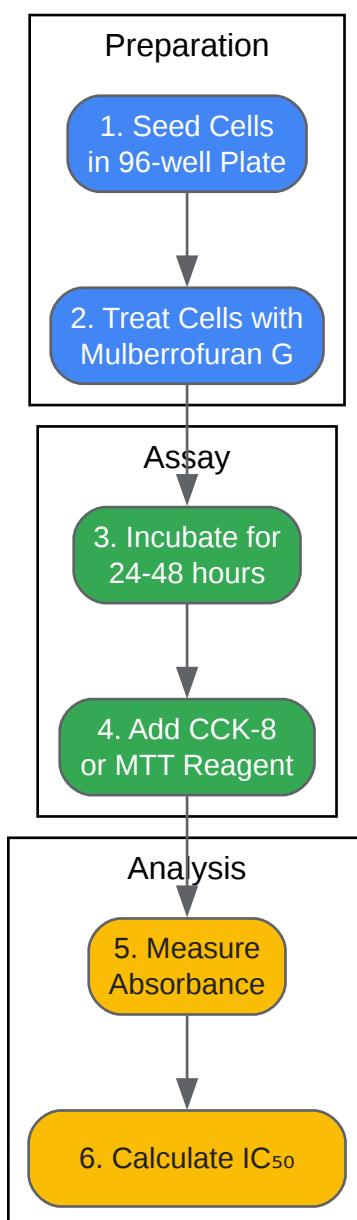 Preparation
1. Seed Cells
in 96-well Plate
2. Treat Cells with
Mulberrofuran G
Assay
3. Incubate for
24-48 hours
4. Add CCK-8
or MTT Reagent
Analysis
5. Measure
Absorbance
6. Calculate IC₅₀